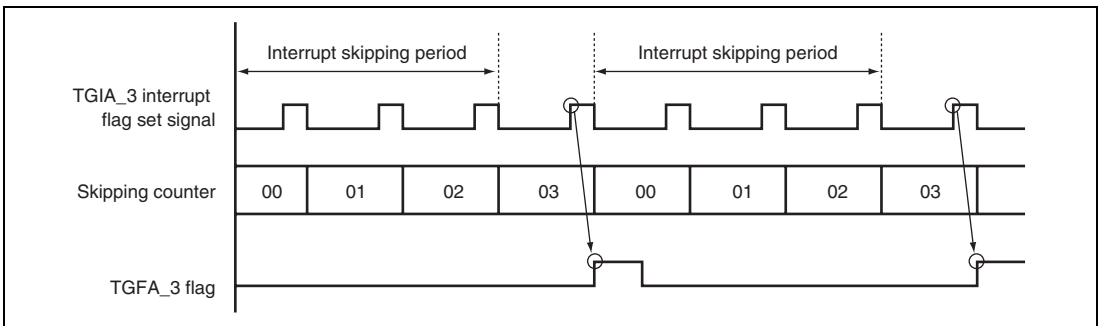 Interrupt skipping period
Interrupt skipping period
TGIA_3 interrupt
flag set signal
Skipping counter
00 01 02 03 00 01 02 03
TGFA_3 flag